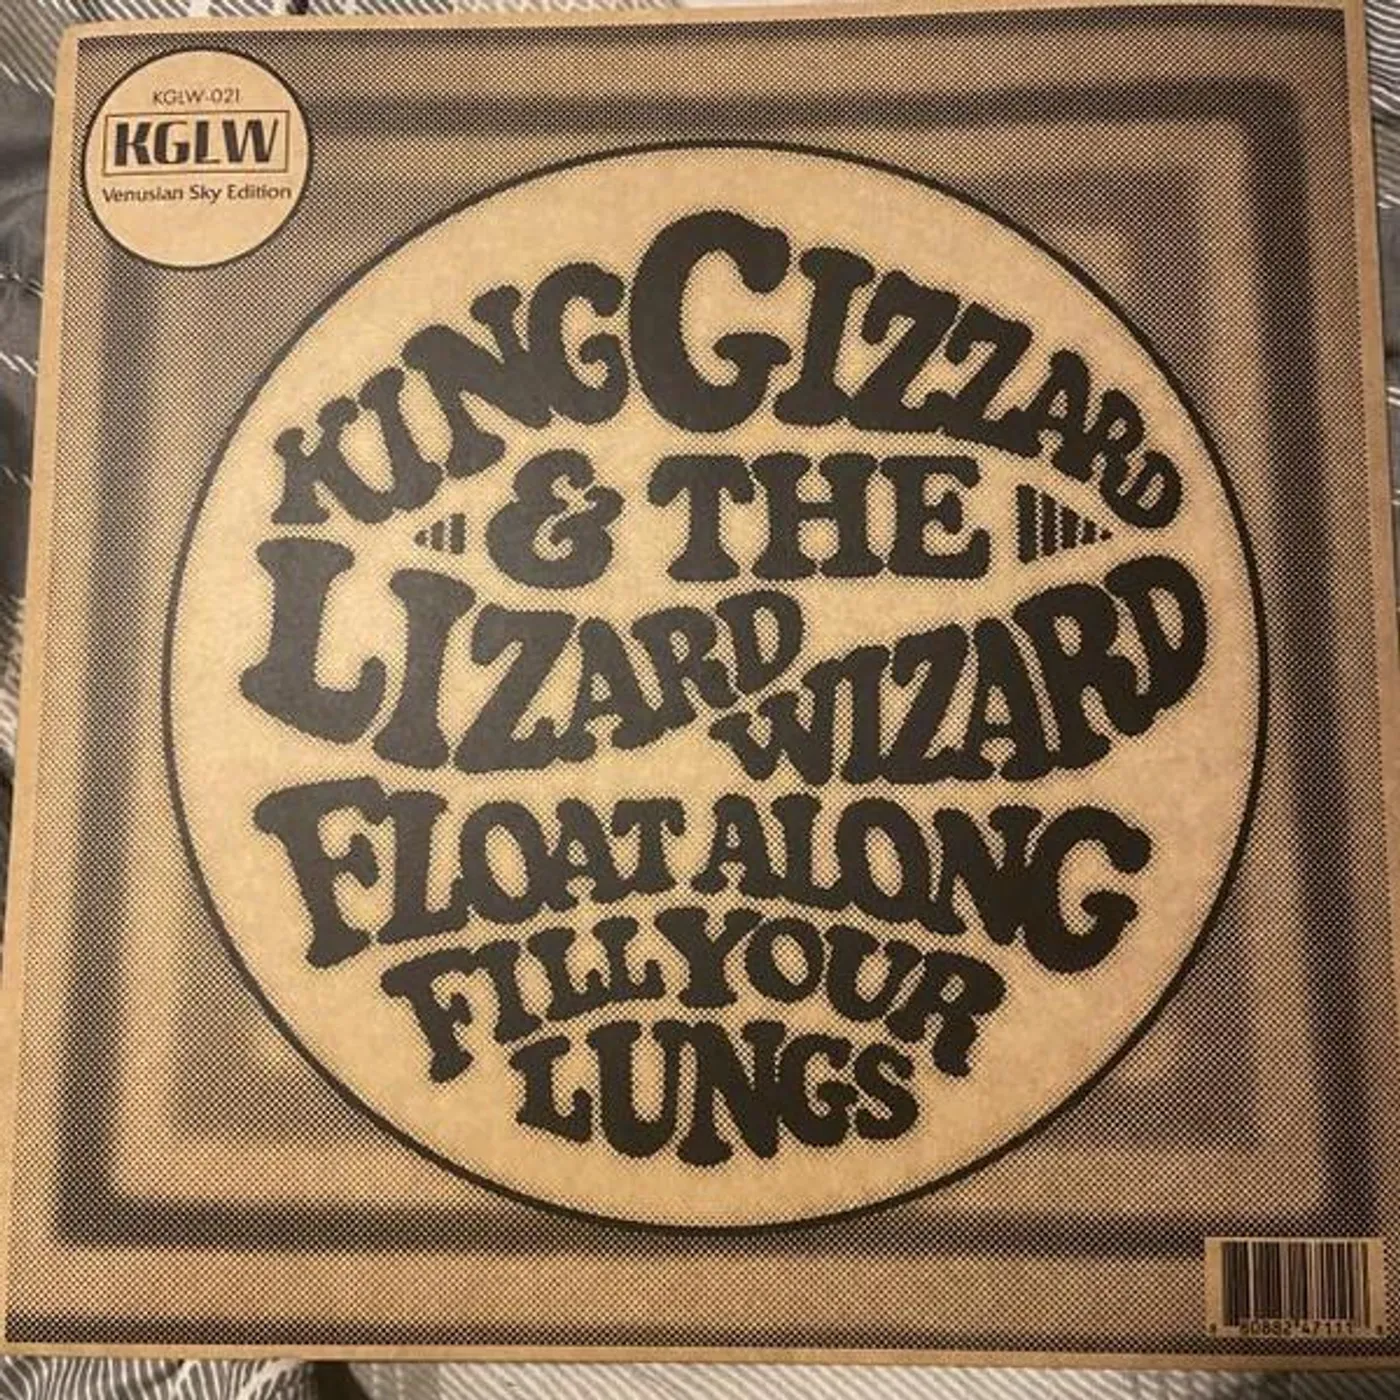 KGLW-021
KGLW
Venusian Sky Edition
KING GIZZARD
& THE
LIZARD WIZARD
FLOAT ALONG
FILL YOUR
LUNGS